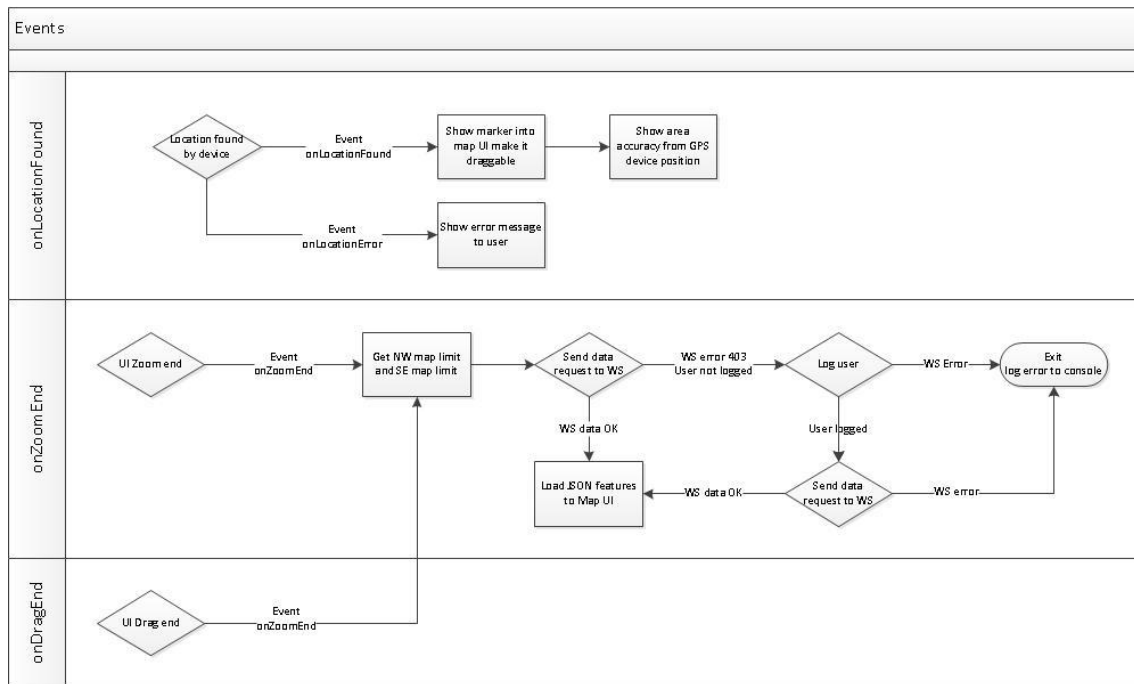 Events
onLocationFound
Location found
by device
Event
onLocationFound
Show marker into
map UI make it
draggable
Show area
accuracy from GPS
device position
Event
onLocationError
Show error message
to user
onZoomEnd
UI Zoom end
Event
onZoomEnd
Get NW map limit
and SE map limit
Send data
request to WS
WS error 403
User not logged
Log user
WS Error
Exit
log error to console
WS data OK
User logged
Load JSON features
to Map UI
WS data OK
Send data
request to WS
WS error
onDragEnd
UI Drag end
Event
onZoomEnd